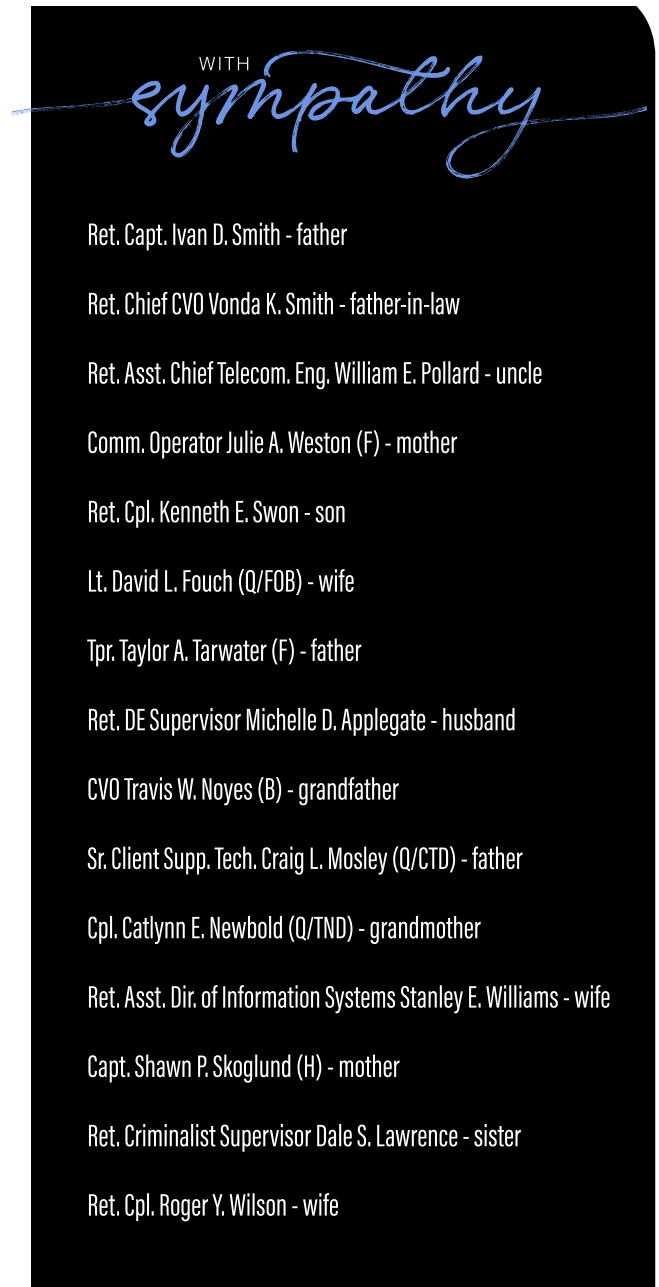 WITH
sympathy
Ret. Capt. Ivan D. Smith - father
Ret. Chief CVO Vonda K. Smith - father-in-law
Ret. Asst. Chief Telecom. Eng. William E. Pollard - uncle
Comm. Operator Julie A. Weston (F) - mother
Ret. Cpl. Kenneth E. Swon - son
Lt. David L. Fouch (Q/FOB) - wife
Tpr. Taylor A. Tarwater (F) - father
Ret. DE Supervisor Michelle D. Applegate - husband
CVO Travis W. Noyes (B) - grandfather
Sr. Client Supp. Tech. Craig L. Mosley (Q/CTD) - father
Cpl. Catlynn E. Newbold (Q/TND) - grandmother
Ret. Asst. Dir. of Information Systems Stanley E. Williams - wife
Capt. Shawn P. Skoglund (H) - mother
Ret. Criminalist Supervisor Dale S. Lawrence - sister
Ret. Cpl. Roger Y. Wilson - wife